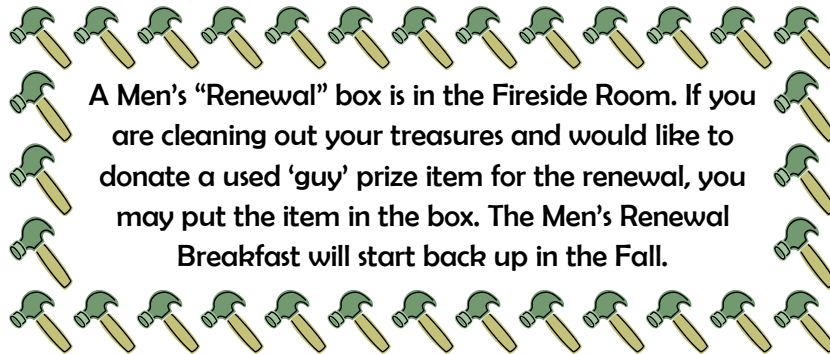 A Men's “Renewal” box is in the Fireside Room. If you
are cleaning out your treasures and would like to
donate a used ‘guy’ prize item for the renewal, you
may put the item in the box. The Men's Renewal
Breakfast will start back up in the Fall.